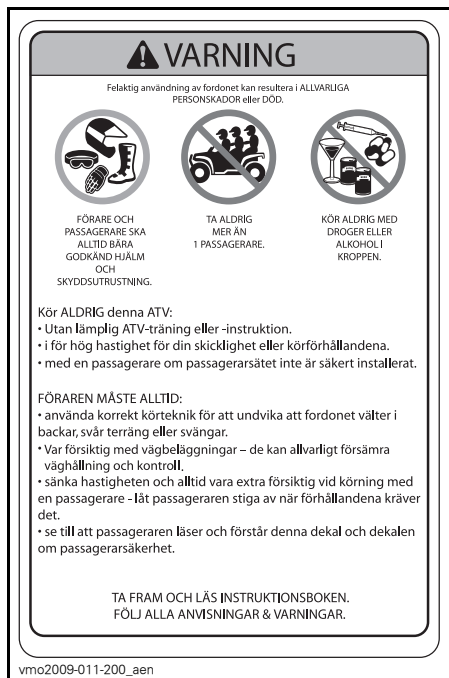 VARNING
Felaktig användning av fordonet kan resultera i ALLVARLIGA
PERSONSKADOR eller DÖD.
FÖRARE OCH
PASSAGERARE SKA
ALLTID BÄRA
GODKÄND HJÄLM
OCH
SKYDDSUTRUSTNING.
TA ALDRIG
MER ÄN
1 PASSAGERARE.
KÖR ALDRIG MED
DROGER ELLER
ALKOHOL I
KROPPEN.
Kör ALDRIG denna ATV:
• Utan lämplig ATV-träning eller -instruktion.
• i för hög hastighet för din skicklighet eller körförhållandena.
• med en passagerare om passagerarsätet inte är säkert installerat.
FÖRAREN MÅSTE ALLTID:
• använda korrekt körteknik för att undvika att fordonet välter i
backar, svår terräng eller svängar.
• Var försiktig med vägbeläggningar – de kan allvarligt försämra
väghållning och kontroll.
• sänka hastigheten och alltid vara extra försiktig vid körning med
en passagerare - låt passageraren stiga av när förhållandena kräver
det.
• se till att passageraren läser och förstår denna dekal och dekalen
om passagerarsäkerhet.
TA FRAM OCH LÄS INSTRUKTIONSBOKEN.
FÖLJ ALLA ANVISNINGAR & VARNINGAR.
vmo2009-011-200_aen